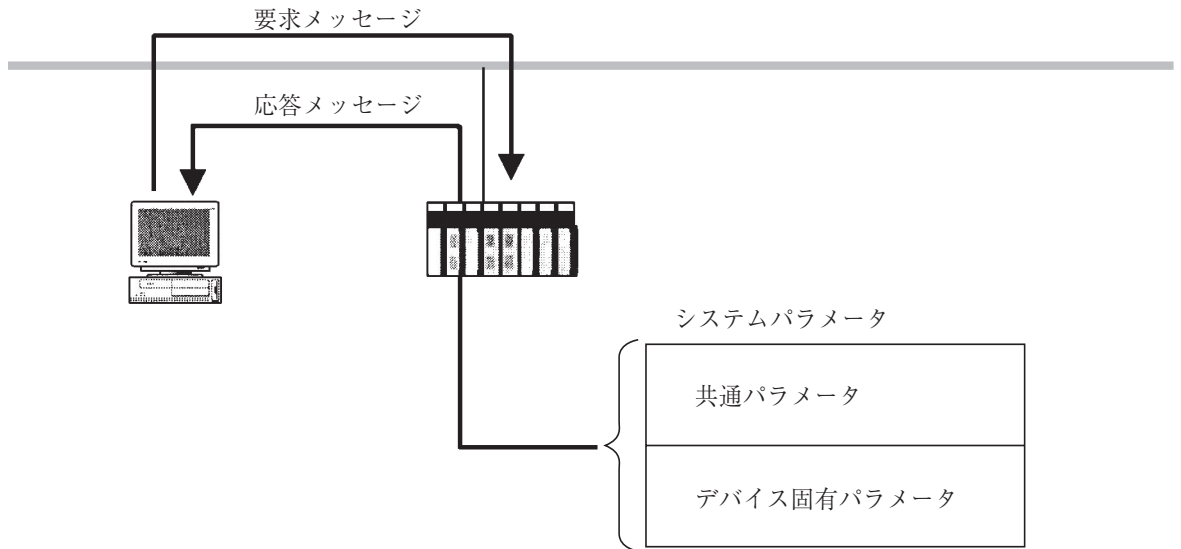 要求メッセージ
応答メッセージ
システムパラメータ
共通パラメータ
デバイス固有パラメータ